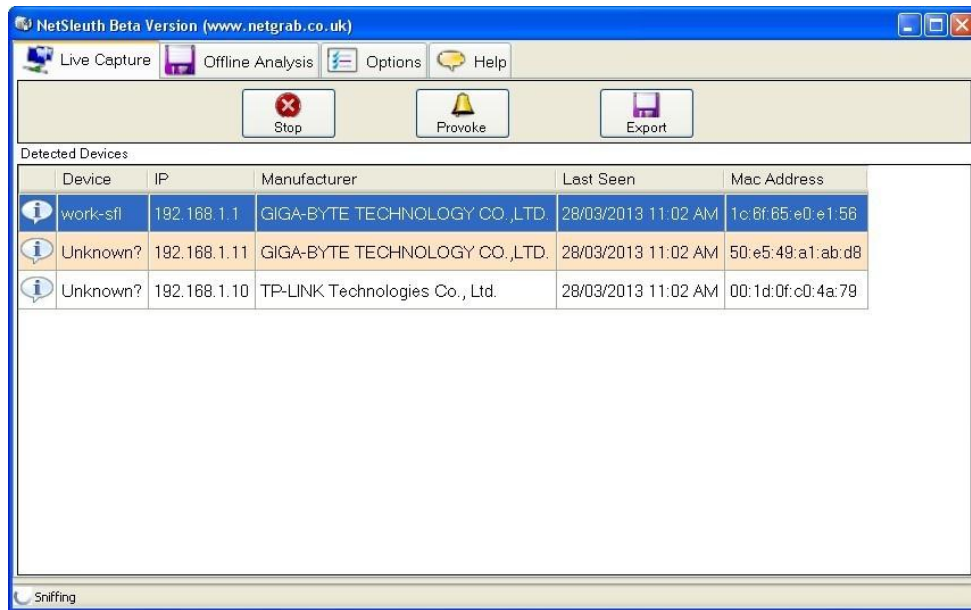 NetSleuth Beta Version (www.netgrab.co.uk)
Live Capture Offline Analysis Options Help
Stop Provoke Export
Detected Devices
Device IP Manufacturer Last Seen Mac Address
work-sfl 192.168.1.1 GIGA-BYTE TECHNOLOGY CO.,LTD. 28/03/2013 11:02 AM 1c:6f:65:e0:e1:56
Unknown? 192.168.1.11 GIGA-BYTE TECHNOLOGY CO.,LTD. 28/03/2013 11:02 AM 50:e5:49:a1:ab:d8
Unknown? 192.168.1.10 TP-LINK Technologies Co., Ltd. 28/03/2013 11:02 AM 00:1d:0f:c0:4a:79
Sniffing